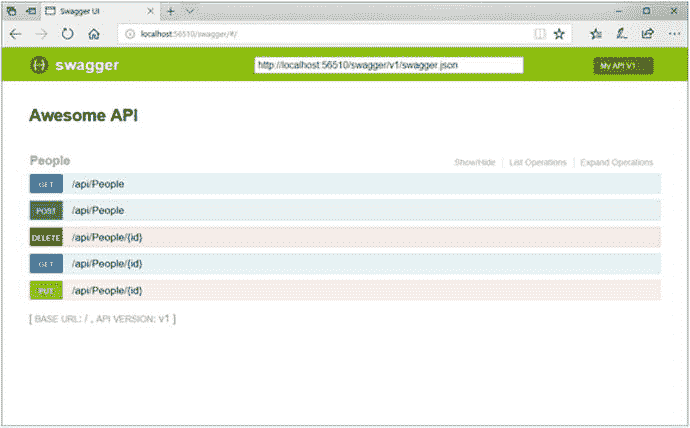 Swagger UI
localhost:56510/swagger/#/
swagger
http://localhost:56510/swagger/v1/swagger.json
My API V1
Awesome API
People
Show/Hide
List Operations
Expand Operations
GET /api/People
POST /api/People
DELETE /api/People/{id}
GET /api/People/{id}
PUT /api/People/{id}
[ BASE URL: / , API VERSION: v1 ]